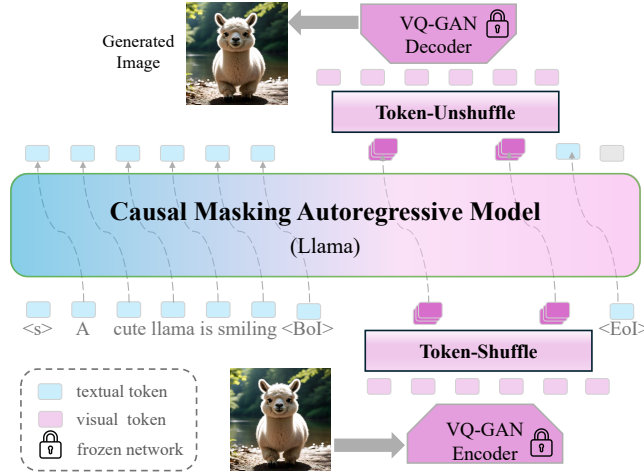 Generated
Image
VQ-GAN
Decoder
Token-Unshuffle
Causal Masking Autoregressive Model
(Llama)
<s> A cute llama is smiling <BoI> <EoI>
Token-Shuffle
textual token
visual token
frozen network
VQ-GAN
Encoder